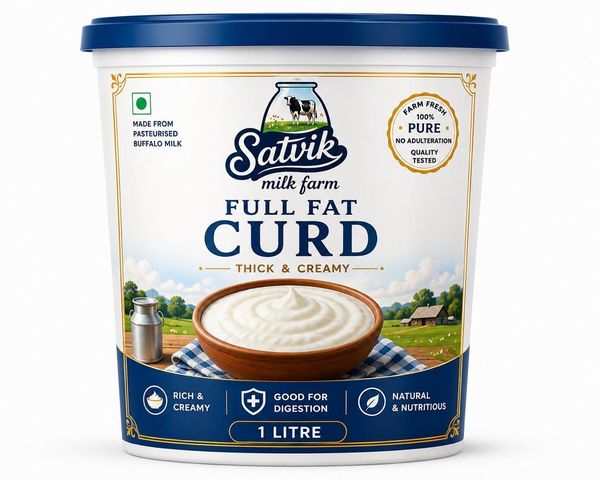 MADE FROM
PASTEURISED
BUFFALO MILK
FARM FRESH
100%
PURE
NO ADULTERATION
QUALITY
TESTED
Satvik
milk farm
FULL FAT
CURD
THICK & CREAMY
RICH &
CREAMY
GOOD FOR
DIGESTION
NATURAL
& NUTRITIOUS
1 LITRE